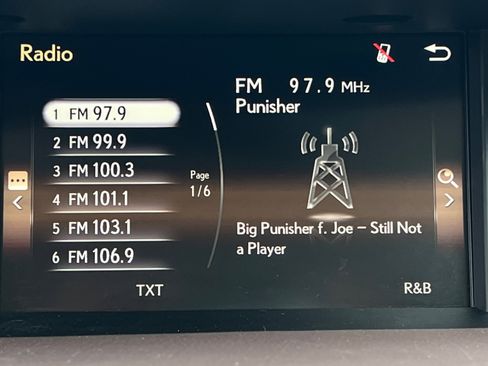 Radio
FM 97.9 MHz
Punisher
1 FM 97.9
2 FM 99.9
3 FM 100.3
4 FM 101.1
5 FM 103.1
6 FM 106.9
Page
1/6
Big Punisher f. Joe – Still Not
a Player
TXT
R&B